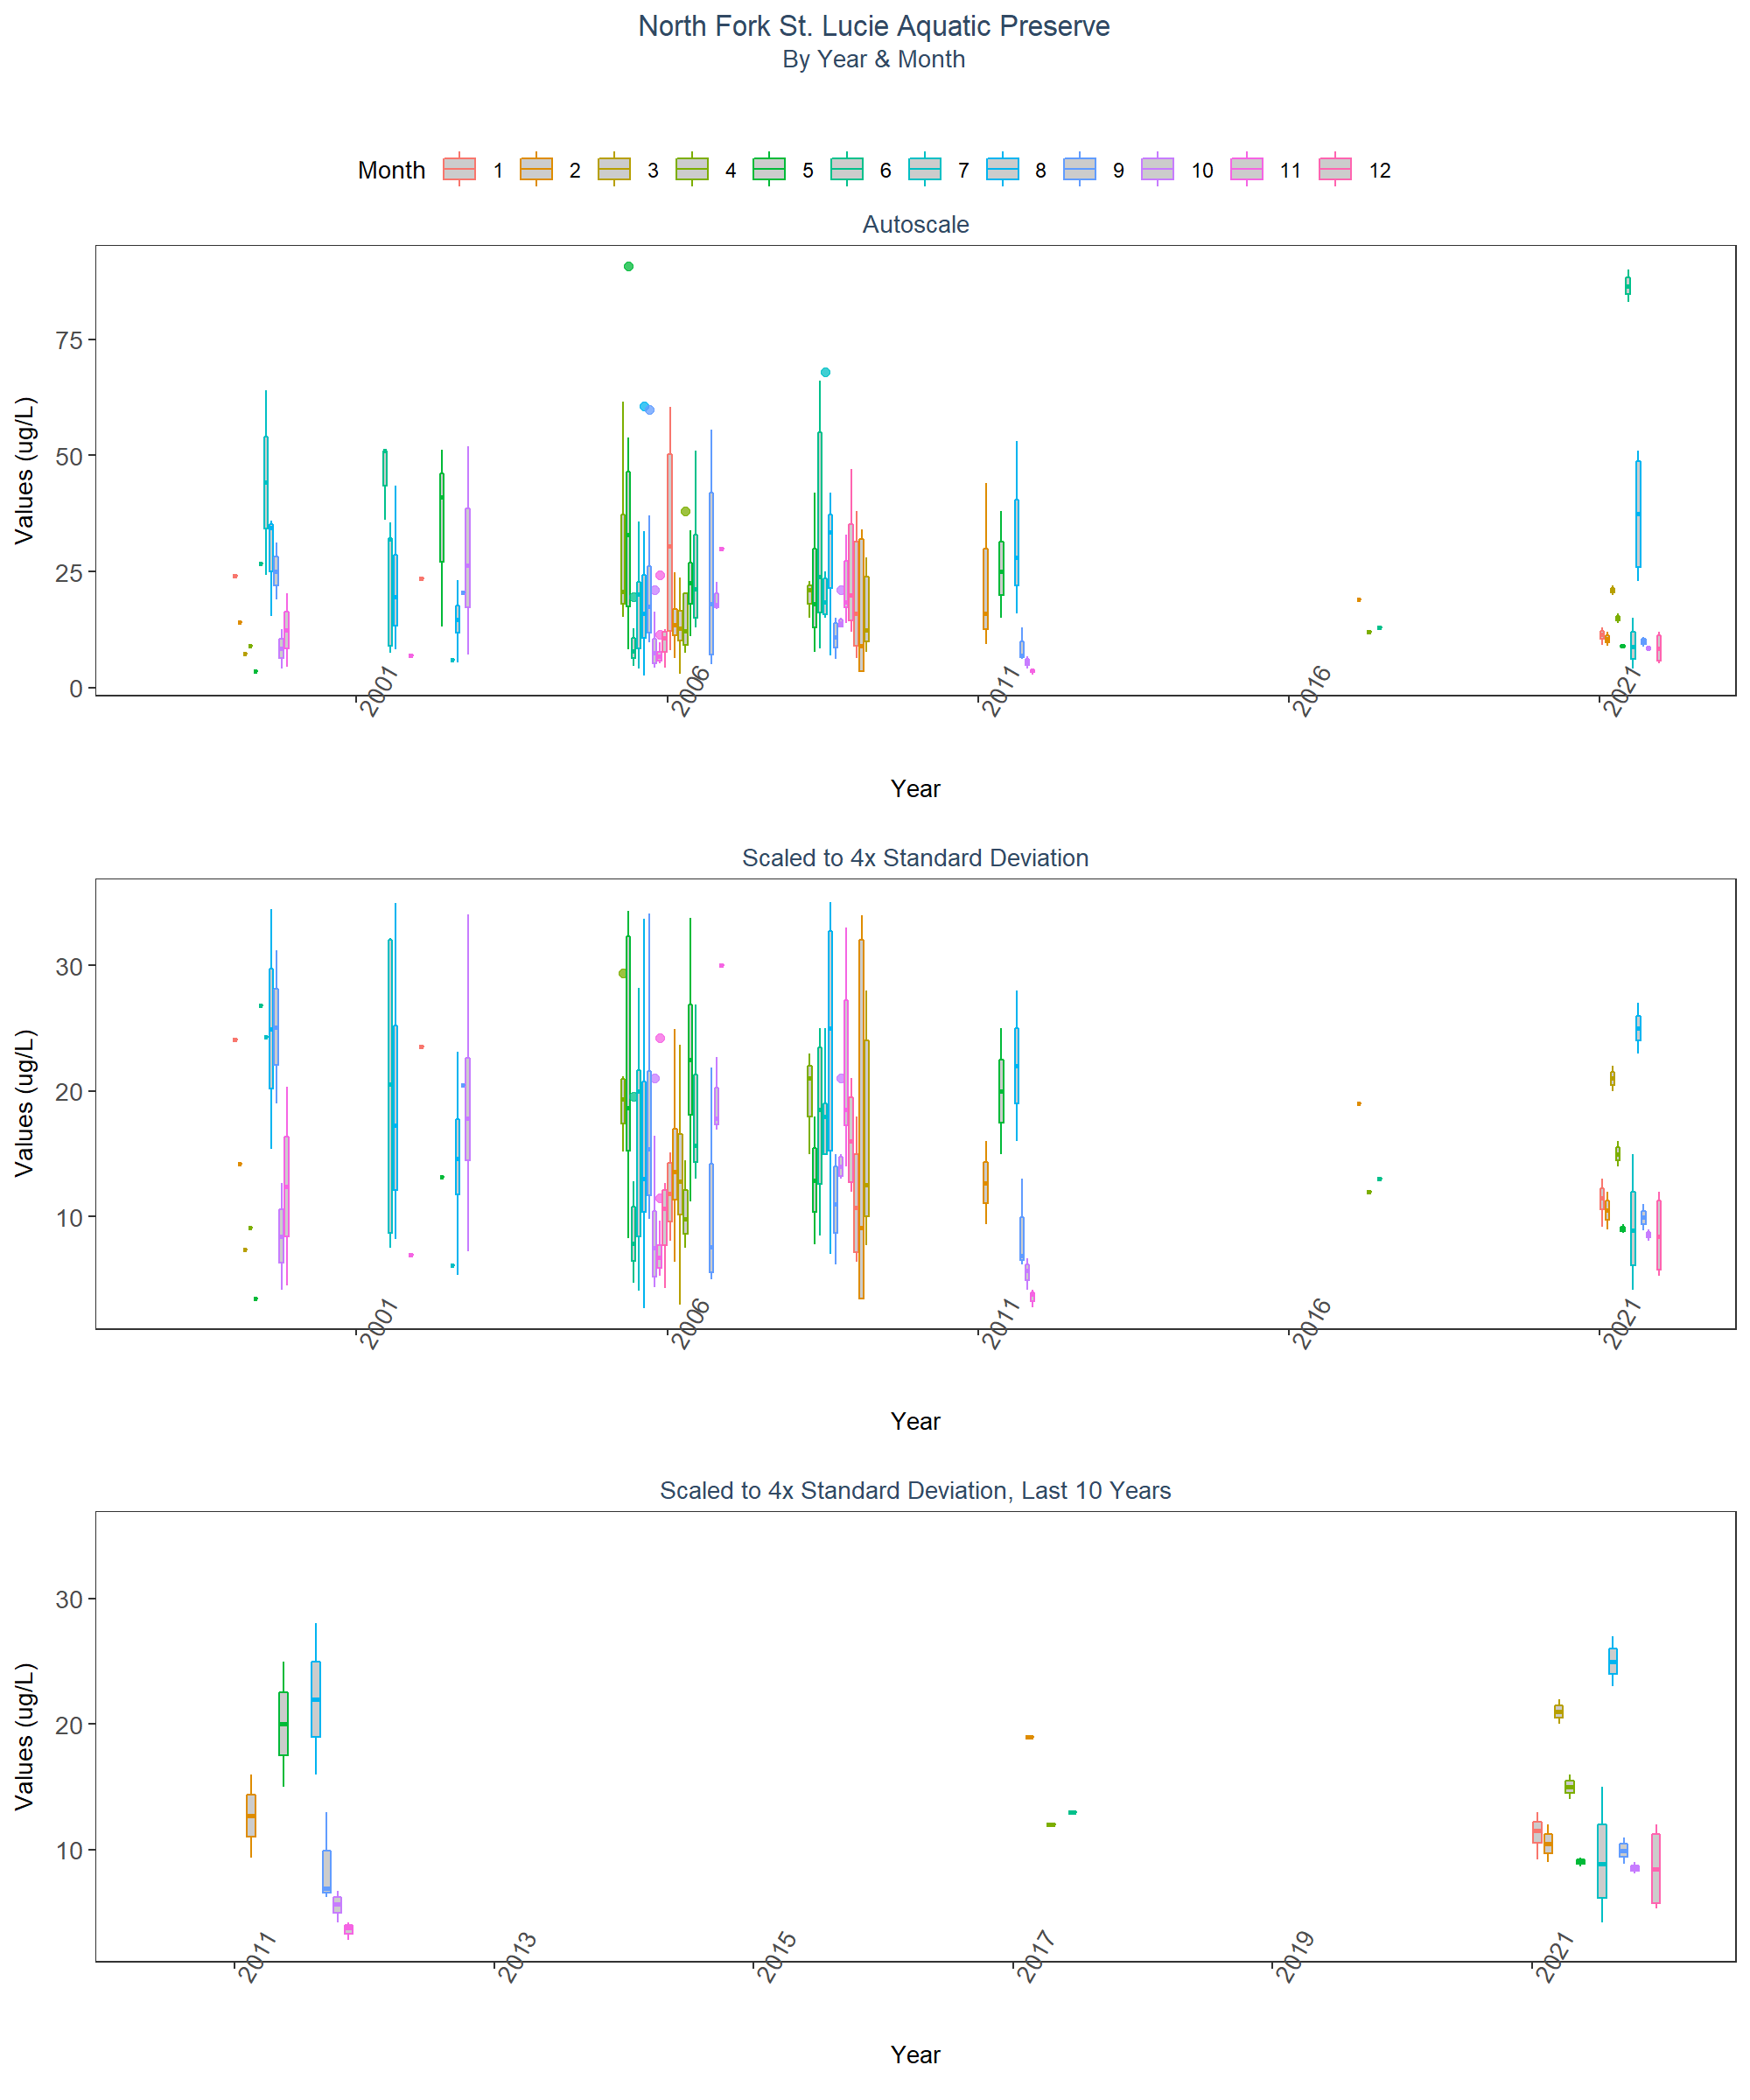 North Fork St. Lucie Aquatic Preserve
By Year & Month
Month 1 2 3 4 5 6 7 8 9 10 11 12
Autoscale
Values (ug/L)
75
50
25
0
2001 2006 2011 2016 2021
Year
Scaled to 4x Standard Deviation
Values (ug/L)
30
20
10
2001 2006 2011 2016 2021
Year
Scaled to 4x Standard Deviation, Last 10 Years
Values (ug/L)
30
20
10
2011 2013 2015 2017 2019 2021
Year